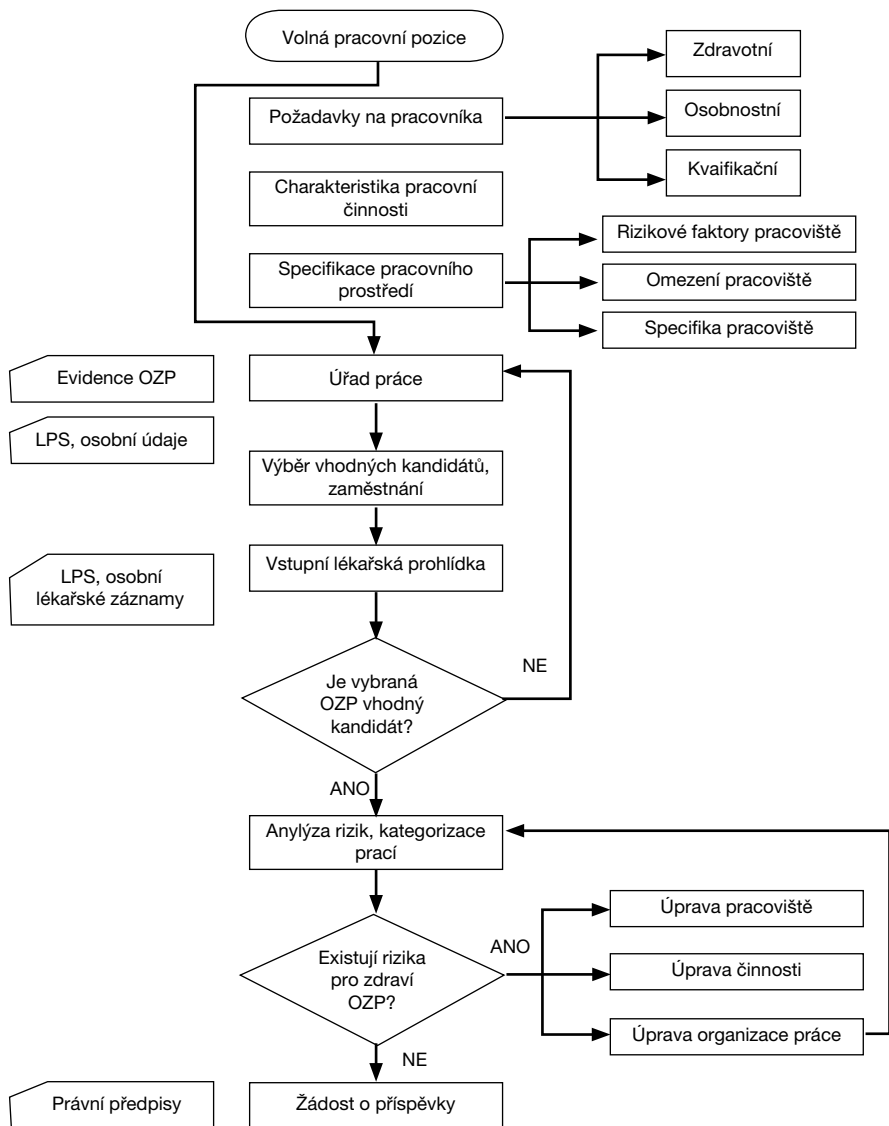 Volná pracovní pozice
Zdravotní
Požadavky na pracovníka
Osobnostní
Kvaifikační
Charakteristika pracovní
činnosti
Rizikové faktory pracoviště
Specifikace pracovního
prostředí
Omezení pracoviště
Specifika pracoviště
Evidence OZP
Úřad práce
LPS, osobní údaje
Výběr vhodných kandidátů,
zaměstnání
Vstupní lékařská prohlídka
LPS, osobní
lékařské záznamy
NE
Je vybraná
OZP vhodný
kandidát?
ANO
Anylýza rizik, kategorizace
prací
Úprava pracoviště
ANO
Existují rizika
pro zdraví
OZP?
Úprava činnosti
Úprava organizace práce
NE
Právní předpisy
Žádost o příspěvky